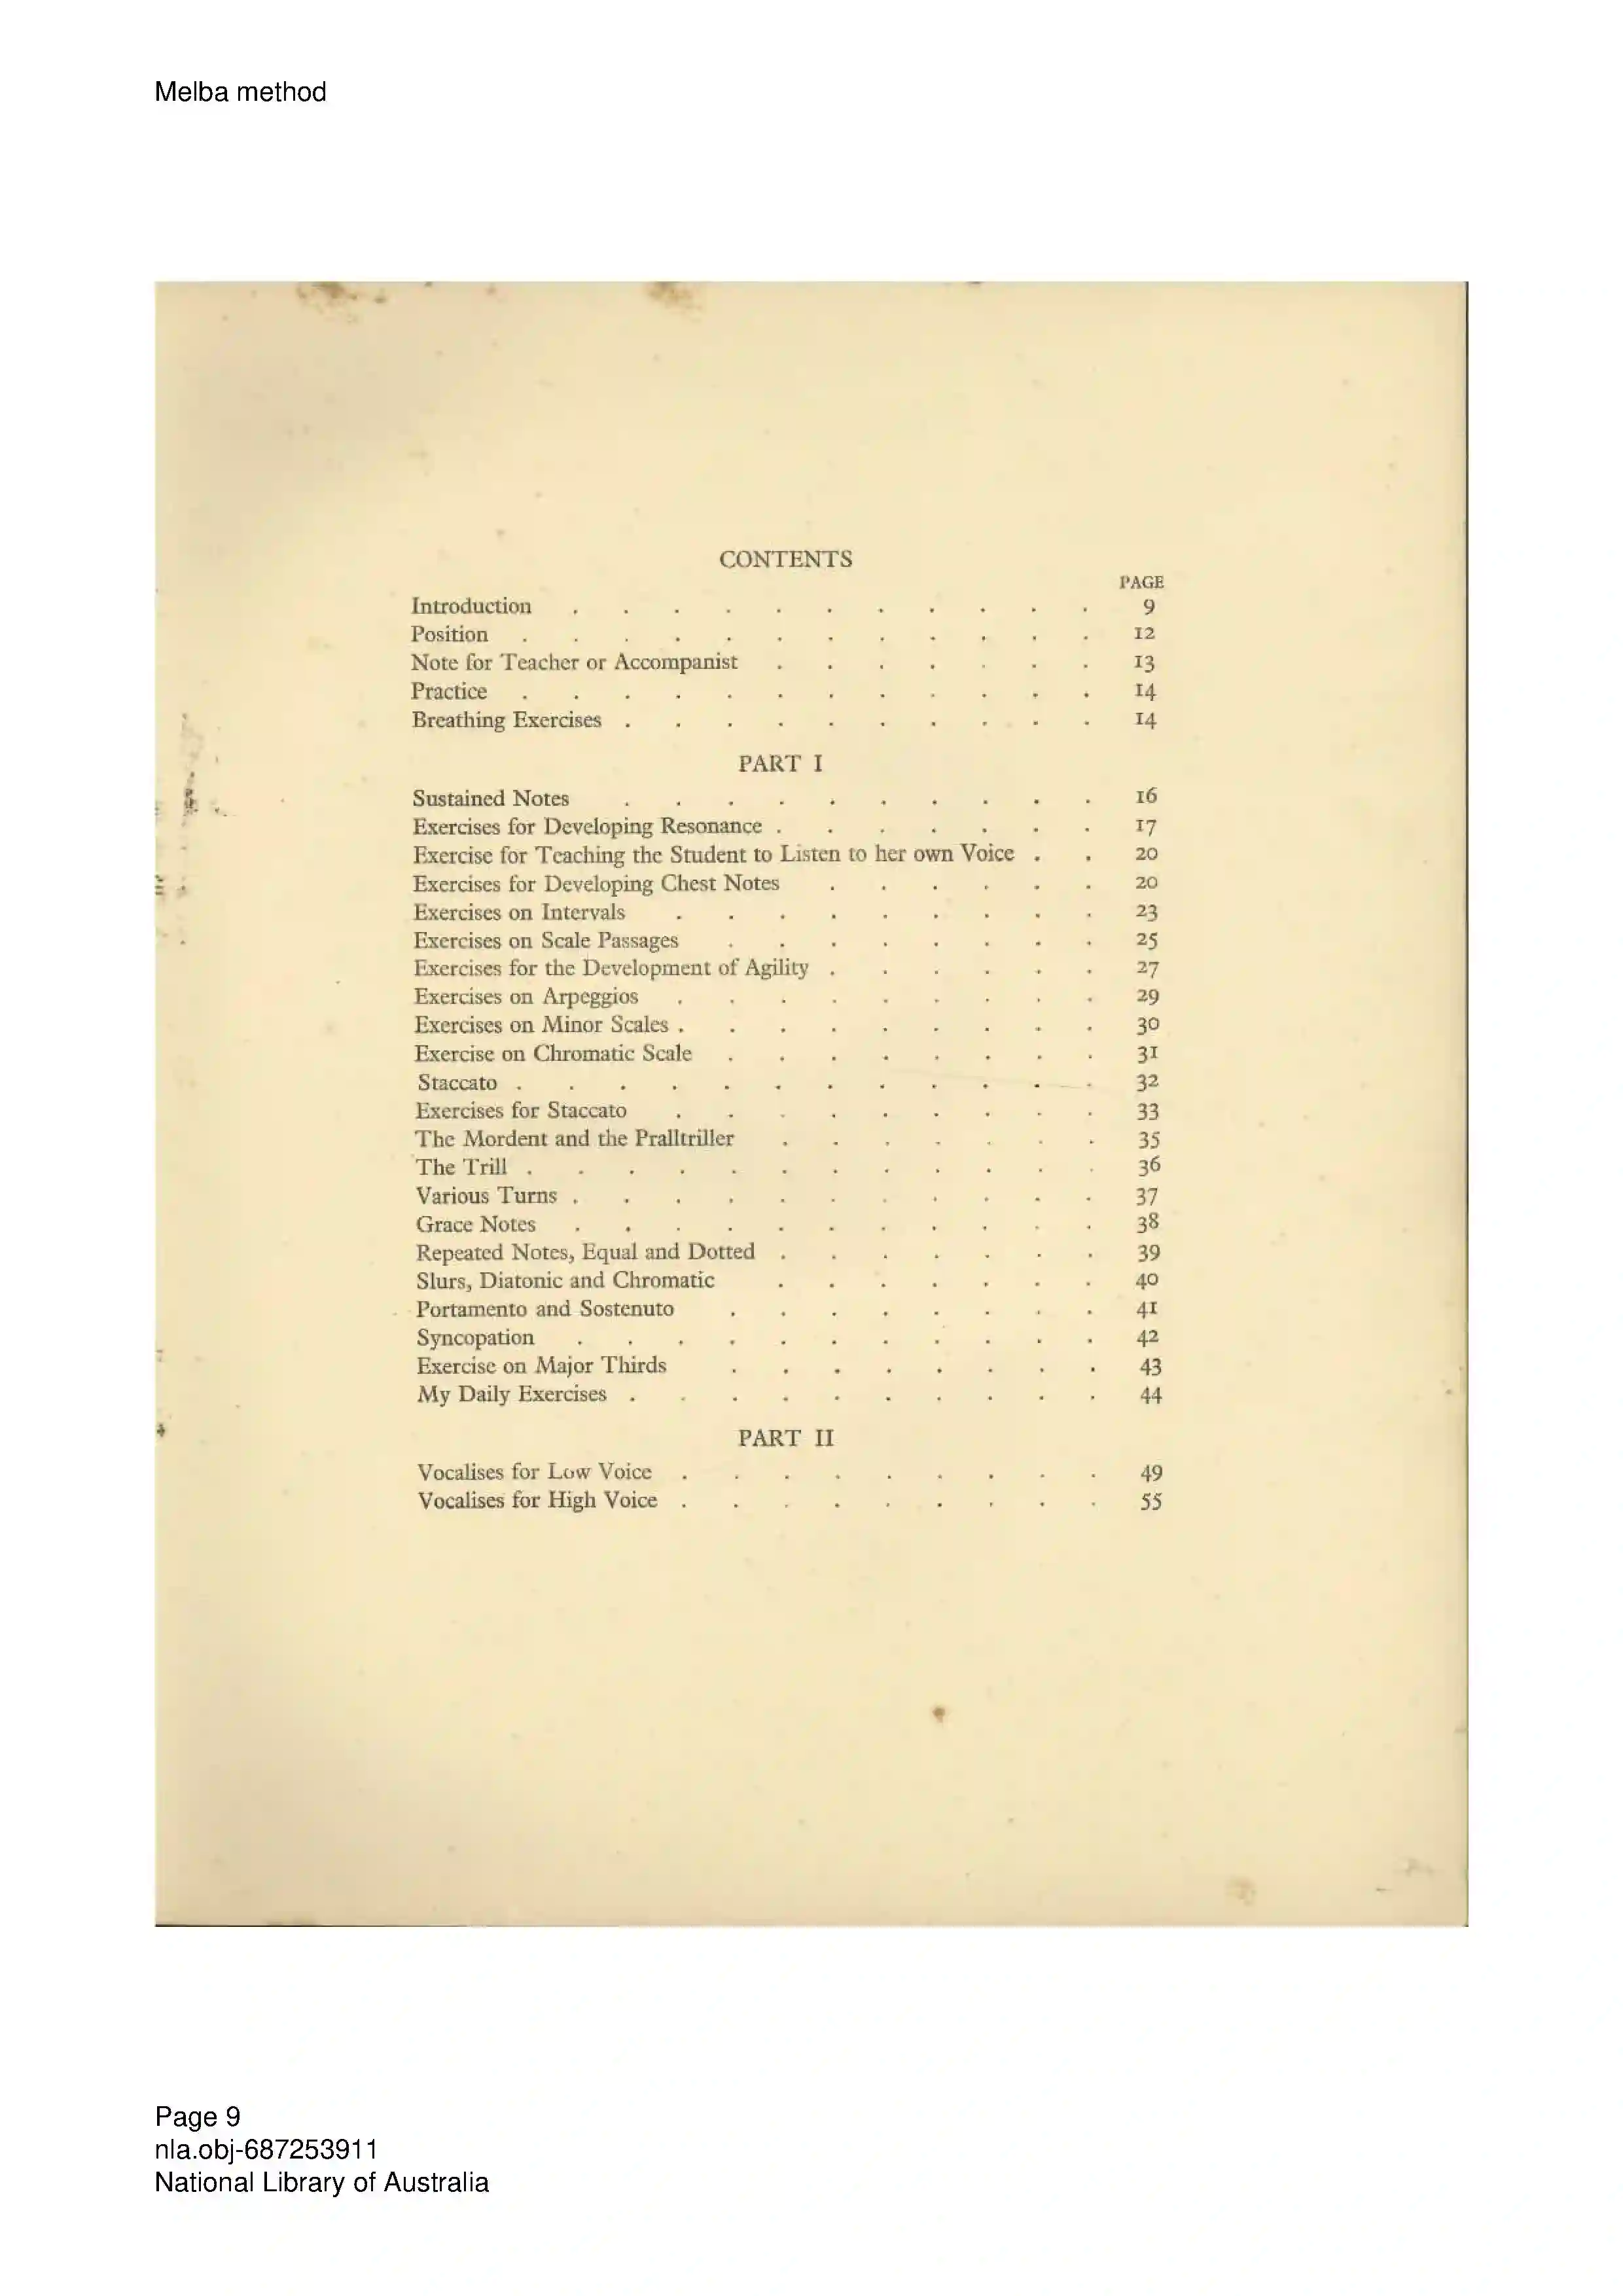 Melba method
CONTENTS
PAGE
Introduction . . . . . . . . . . . 9
Position . . . . . . . . . . . . 12
Note for Teacher or Accompanist . . . . . . . 13
Practice . . . . . . . . . . . . 14
Breathing Exercises . . . . . . . . . . 14
PART I
Sustained Notes . . . . . . . . . . 16
Exercises for Developing Resonance . . . . . . . 17
Exercise for Teaching the Student to Listen to her own Voice . . 20
Exercises for Developing Chest Notes . . . . . . 20
Exercises on Intervals . . . . . . . . . 23
Exercises on Scale Passages . . . . . . . . 25
Exercises for the Development of Agility . . . . . . 27
Exercises on Arpeggios . . . . . . . . . 29
Exercises on Minor Scales . . . . . . . . . 30
Exercise on Chromatic Scale . . . . . . . . 31
Staccato . . . . . . . . . . . . 32
Exercises for Staccato . . . . . . . . . 33
The Mordent and the Pralltriller . . . . . . . 35
The Trill . . . . . . . . . . . . 36
Various Turns . . . . . . . . . . . 37
Grace Notes . . . . . . . . . . . 38
Repeated Notes, Equal and Dotted . . . . . . . 39
Slurs, Diatonic and Chromatic . . . . . . . 40
Portamento and Sostenuto . . . . . . . . 41
Syncopation . . . . . . . . . . . 42
Exercise on Major Thirds . . . . . . . . 43
My Daily Exercises . . . . . . . . . . 44
PART II
Vocalises for Low Voice . . . . . . . . . 49
Vocalises for High Voice . . . . . . . . . 55
Page 9
nla.obj-687253911
National Library of Australia